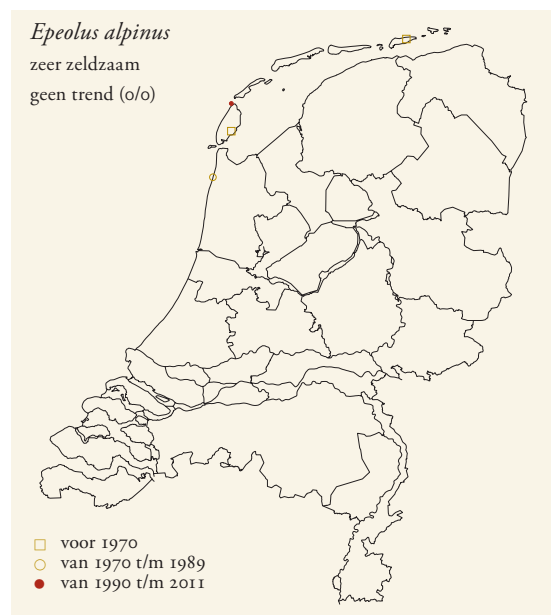 Epeolus alpinus
zeer zeldzaam
geen trend (0/0)
voor 1970
van 1970 t/m 1989
van 1990 t/m 2011